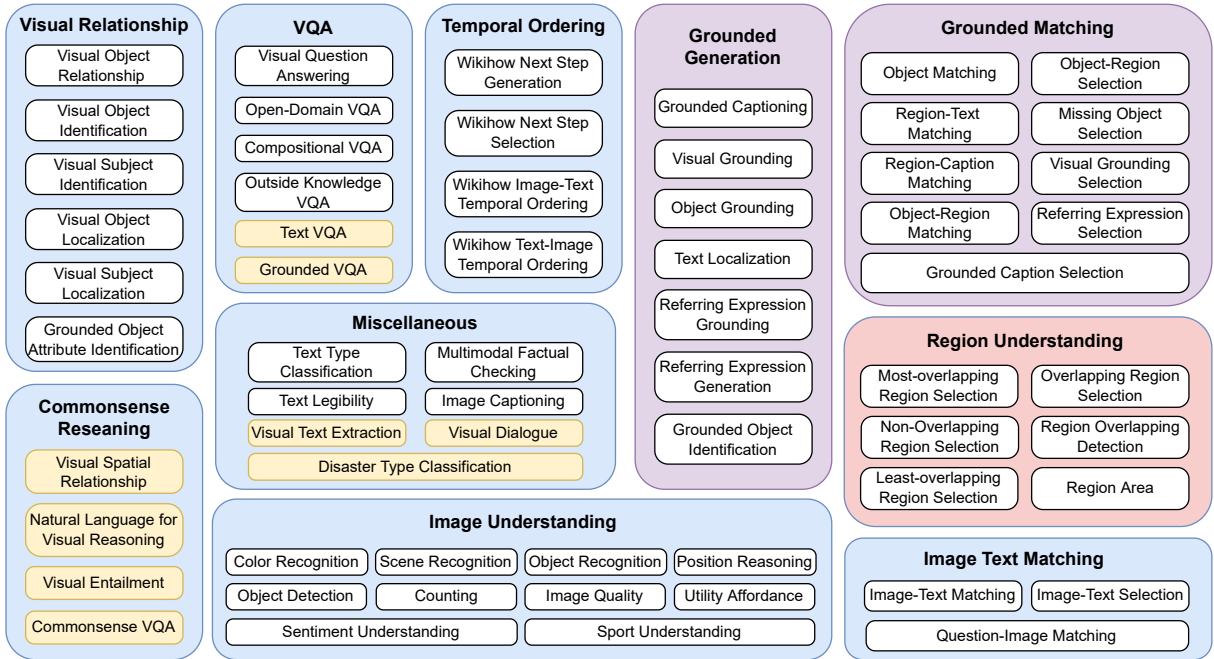 Visual Relationship
Visual Object
Relationship
Visual Object
Identification
Visual Subject
Identification
Visual Object
Localization
Visual Subject
Localization
Grounded Object
Attribute Identification
Commonsense
Reseaning
Visual Spatial
Relationship
Natural Language for
Visual Reasoning
Visual Entailment
Commonsense VQA
VQA
Visual Question
Answering
Open-Domain VQA
Compositional VQA
Outside Knowledge
VQA
Text VQA
Grounded VQA
Temporal Ordering
Wikihow Next Step
Generation
Wikihow Next Step
Selection
Wikihow Image-Text
Temporal Ordering
Wikihow Text-Image
Temporal Ordering
Miscellaneous
Text Type
Classification
Multimodal Factual
Checking
Text Legibility
Image Captioning
Visual Text Extraction
Visual Dialogue
Disaster Type Classification
Grounded
Generation
Grounded Captioning
Visual Grounding
Object Grounding
Text Localization
Referring Expression
Grounding
Referring Expression
Generation
Grounded Object
Identification
Image Understanding
Color Recognition
Scene Recognition
Object Recognition
Position Reasoning
Object Detection
Counting
Image Quality
Utility Affordance
Sentiment Understanding
Sport Understanding
Grounded Matching
Object Matching
Object-Region
Selection
Region-Text
Matching
Missing Object
Selection
Region-Caption
Matching
Visual Grounding
Selection
Object-Region
Matching
Referring Expression
Selection
Grounded Caption Selection
Region Understanding
Most-overlapping
Region Selection
Overlapping Region
Selection
Non-Overlapping
Region Selection
Region Overlapping
Detection
Least-overlapping
Region Selection
Region Area
Image Text Matching
Image-Text Matching
Image-Text Selection
Question-Image Matching